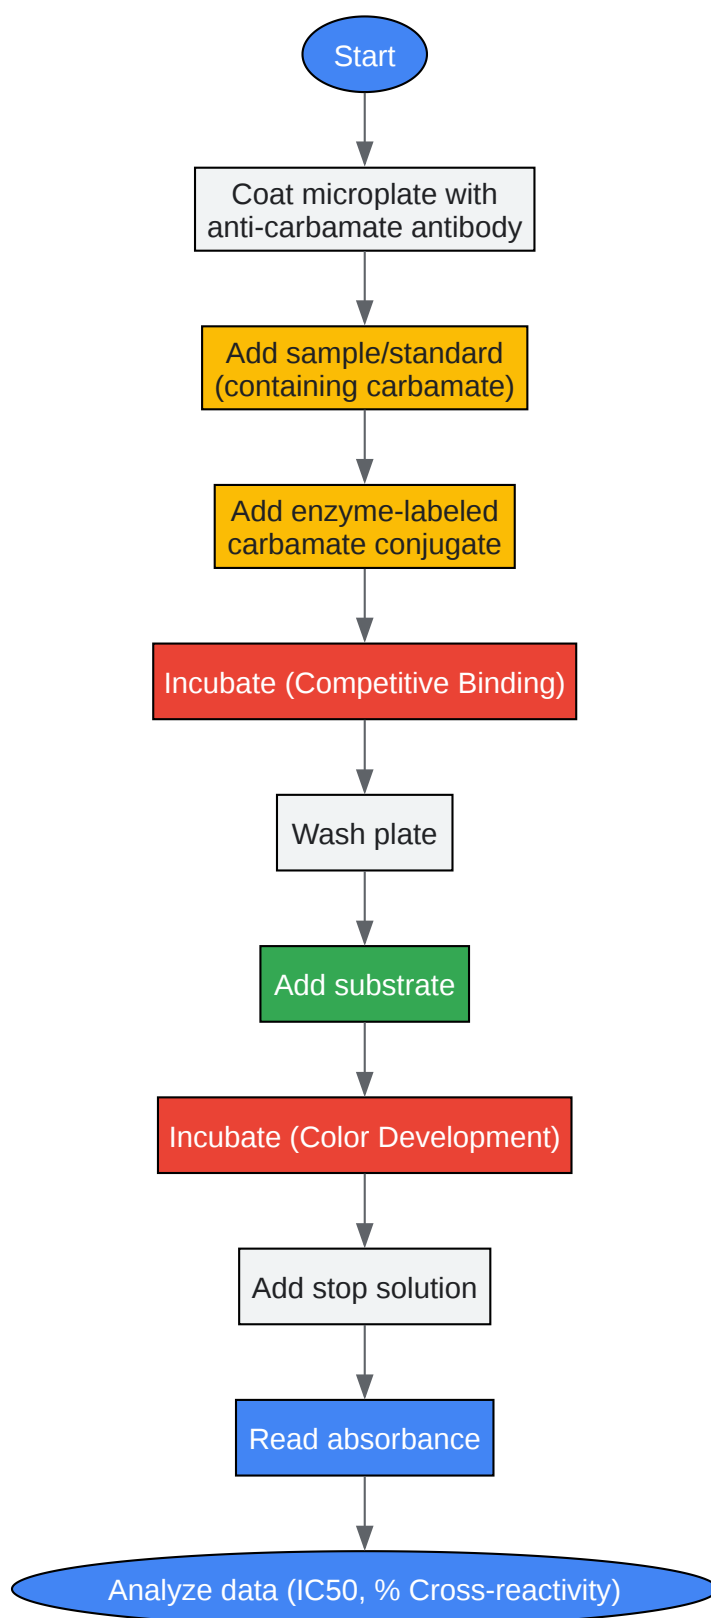 Start
Coat microplate with
anti-carbamate antibody
Add sample/standard
(containing carbamate)
Add enzyme-labeled
carbamate conjugate
Incubate (Competitive Binding)
Wash plate
Add substrate
Incubate (Color Development)
Add stop solution
Read absorbance
Analyze data (IC50, % Cross-reactivity)